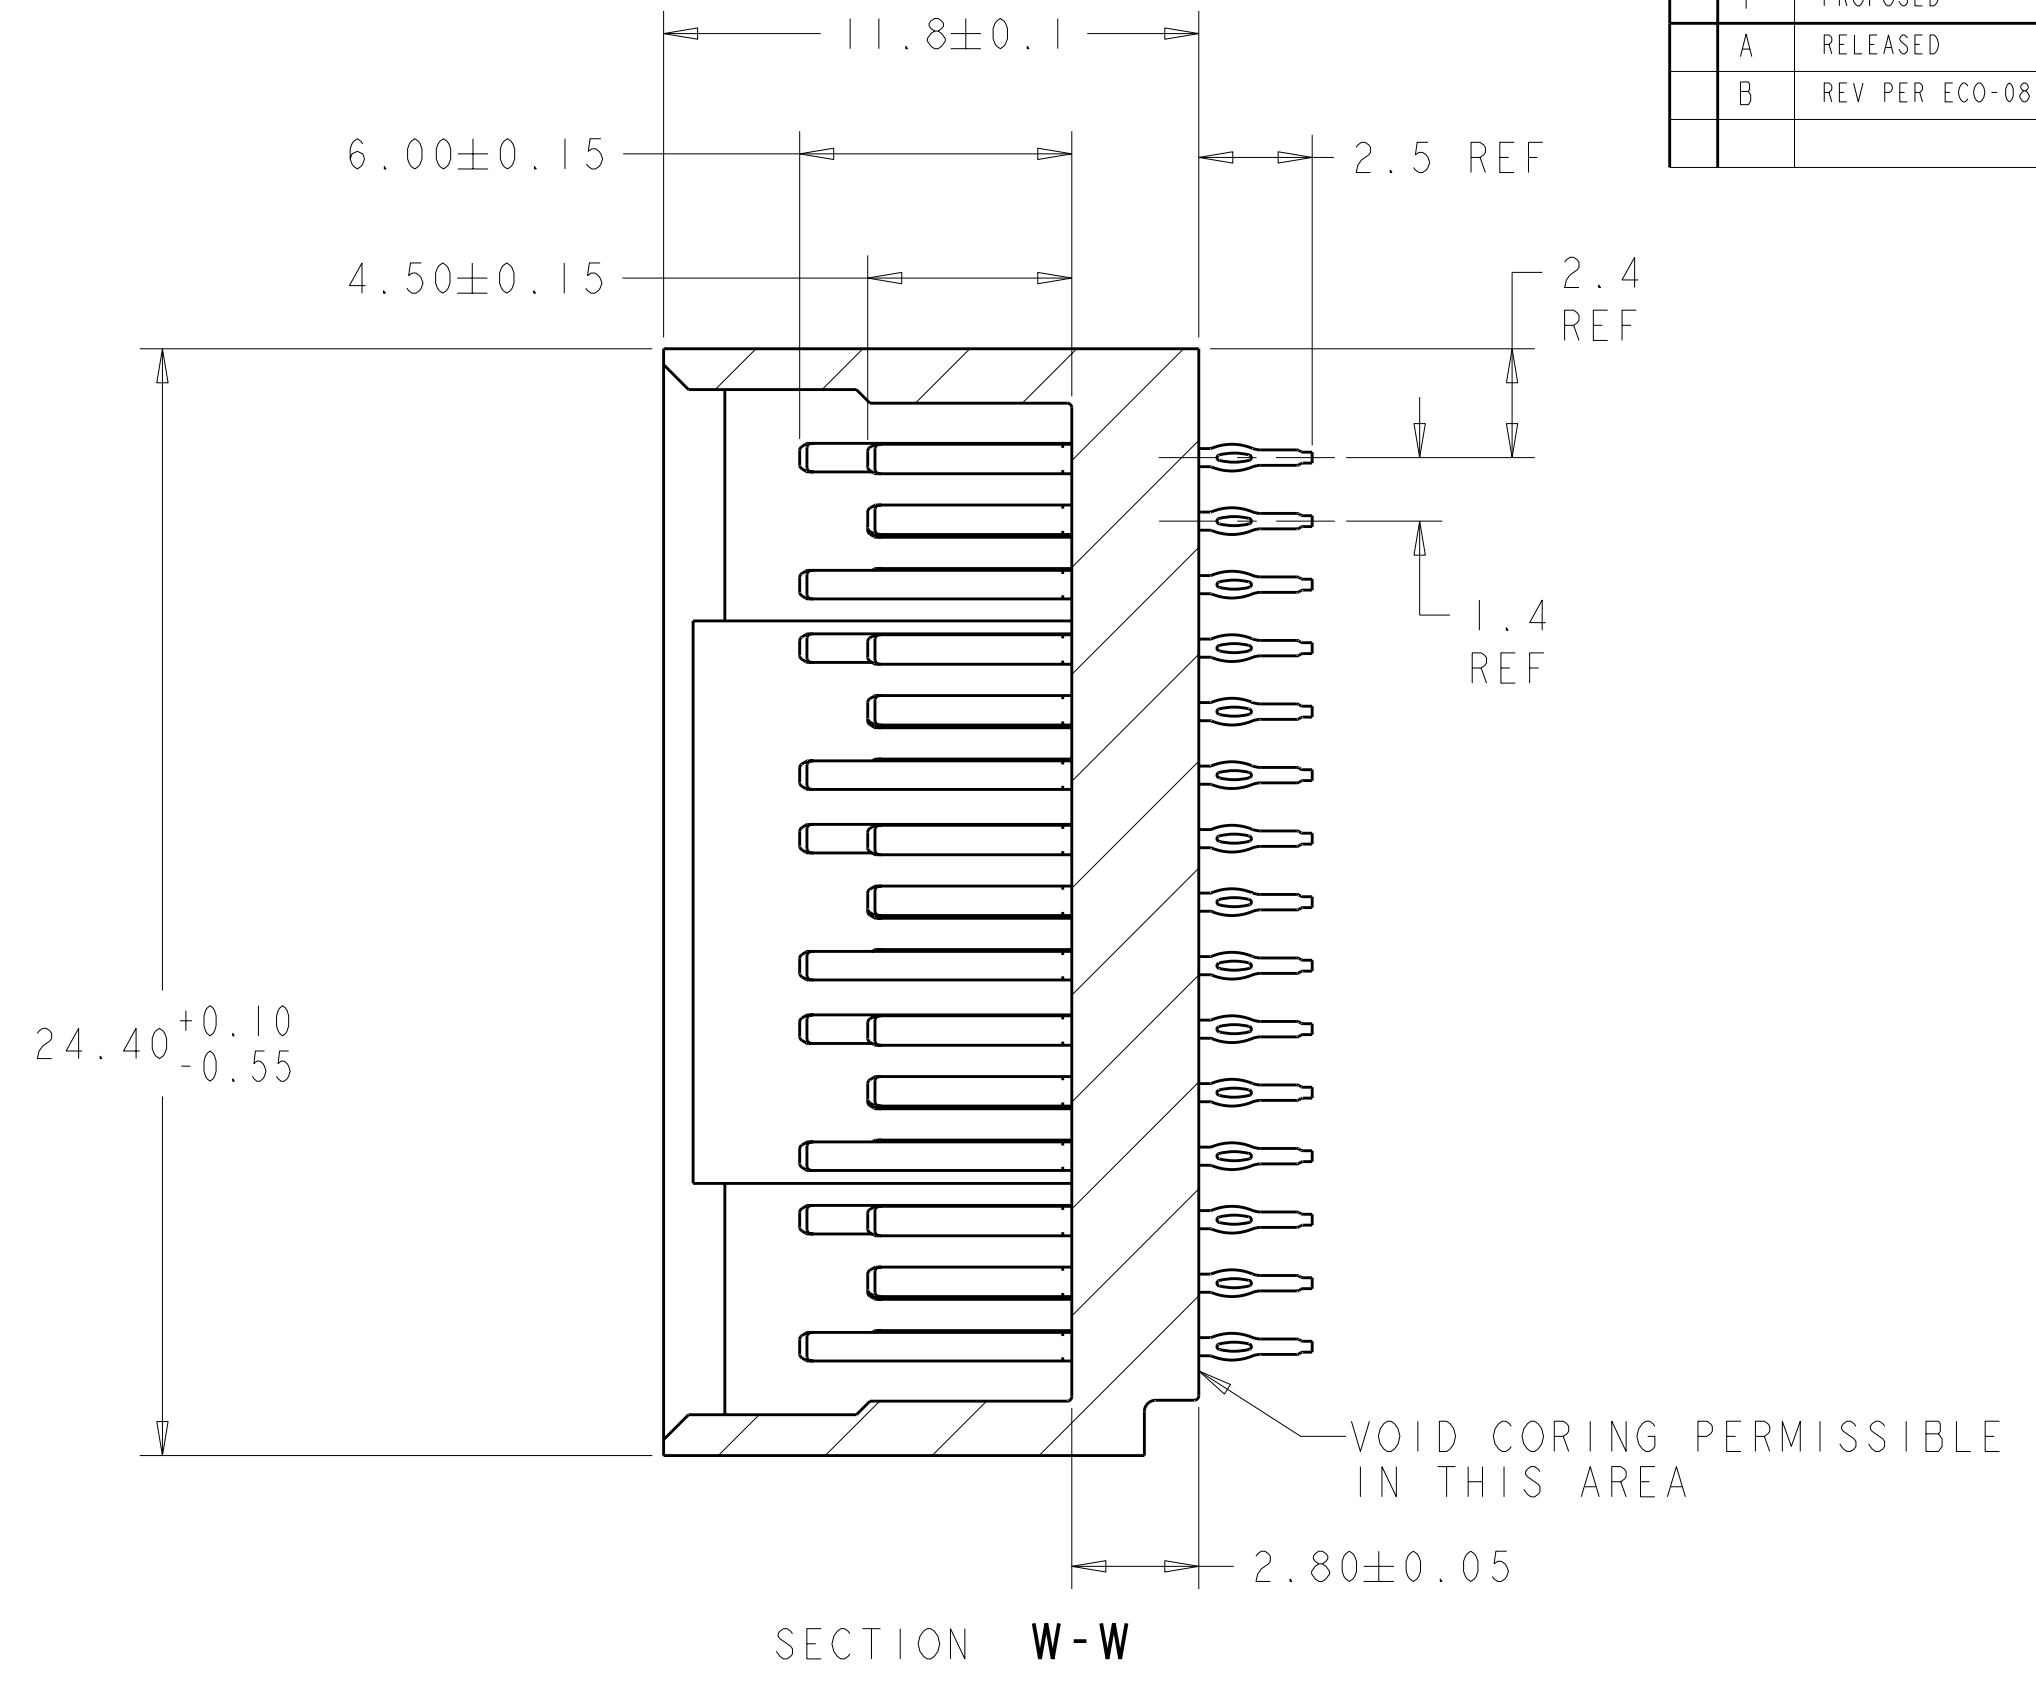 11.8±0.1
PROPOSED
A RELEASED
B REV PER ECO-08
6.00±0.15
2.5 REF
4.50±0.15
2.4
REF
1.4
REF
24.40 +0.10
-0.55
VOID CORING PERMISSIBLE
IN THIS AREA
2.80±0.05
SECTION W-W